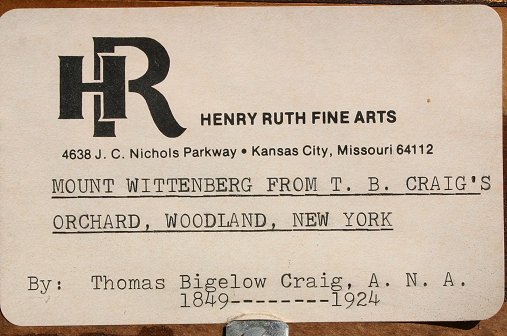 HR
HENRY RUTH FINE ARTS
4638 J. C. Nichols Parkway • Kansas City, Missouri 64112
MOUNT WITTENBERG FROM T. B. CRAIG'S
ORCHARD, WOODLAND, NEW YORK
By: Thomas Bigelow Craig, A. N. A.
1849--------1924